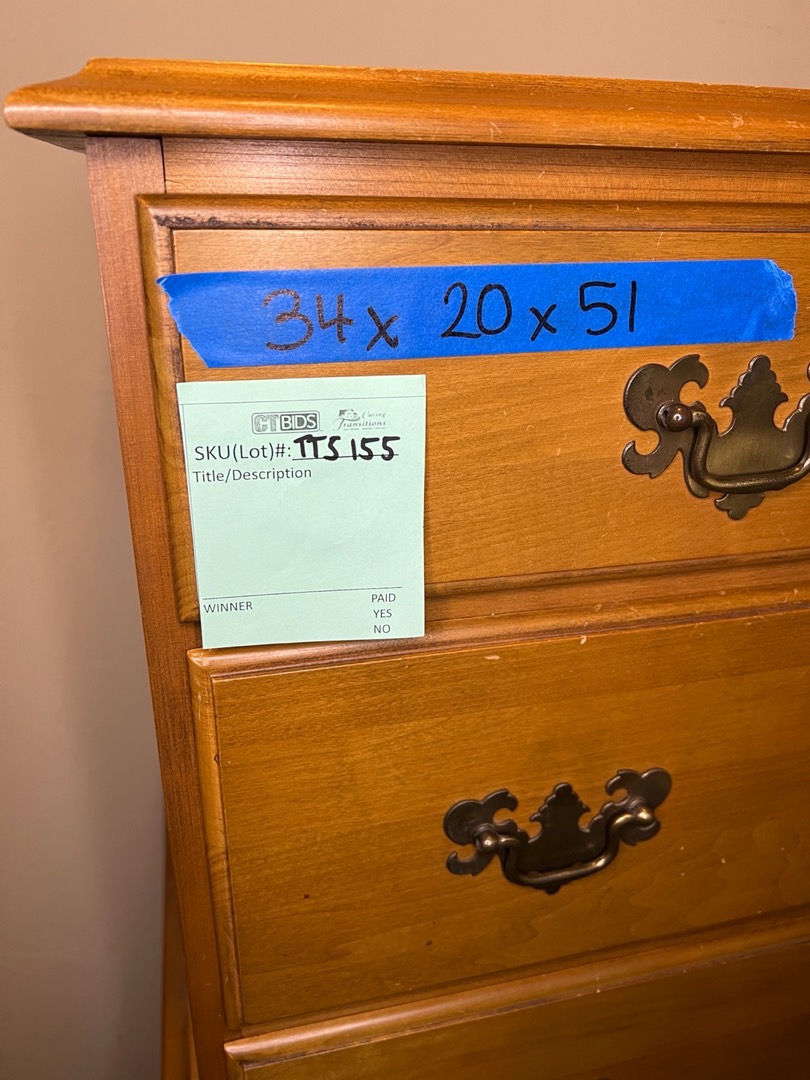 34 x 20 x 51
CTBIDS Caring Transitions
SKU(Lot)#: TTS 155
Title/Description
WINNER PAID
YES
NO